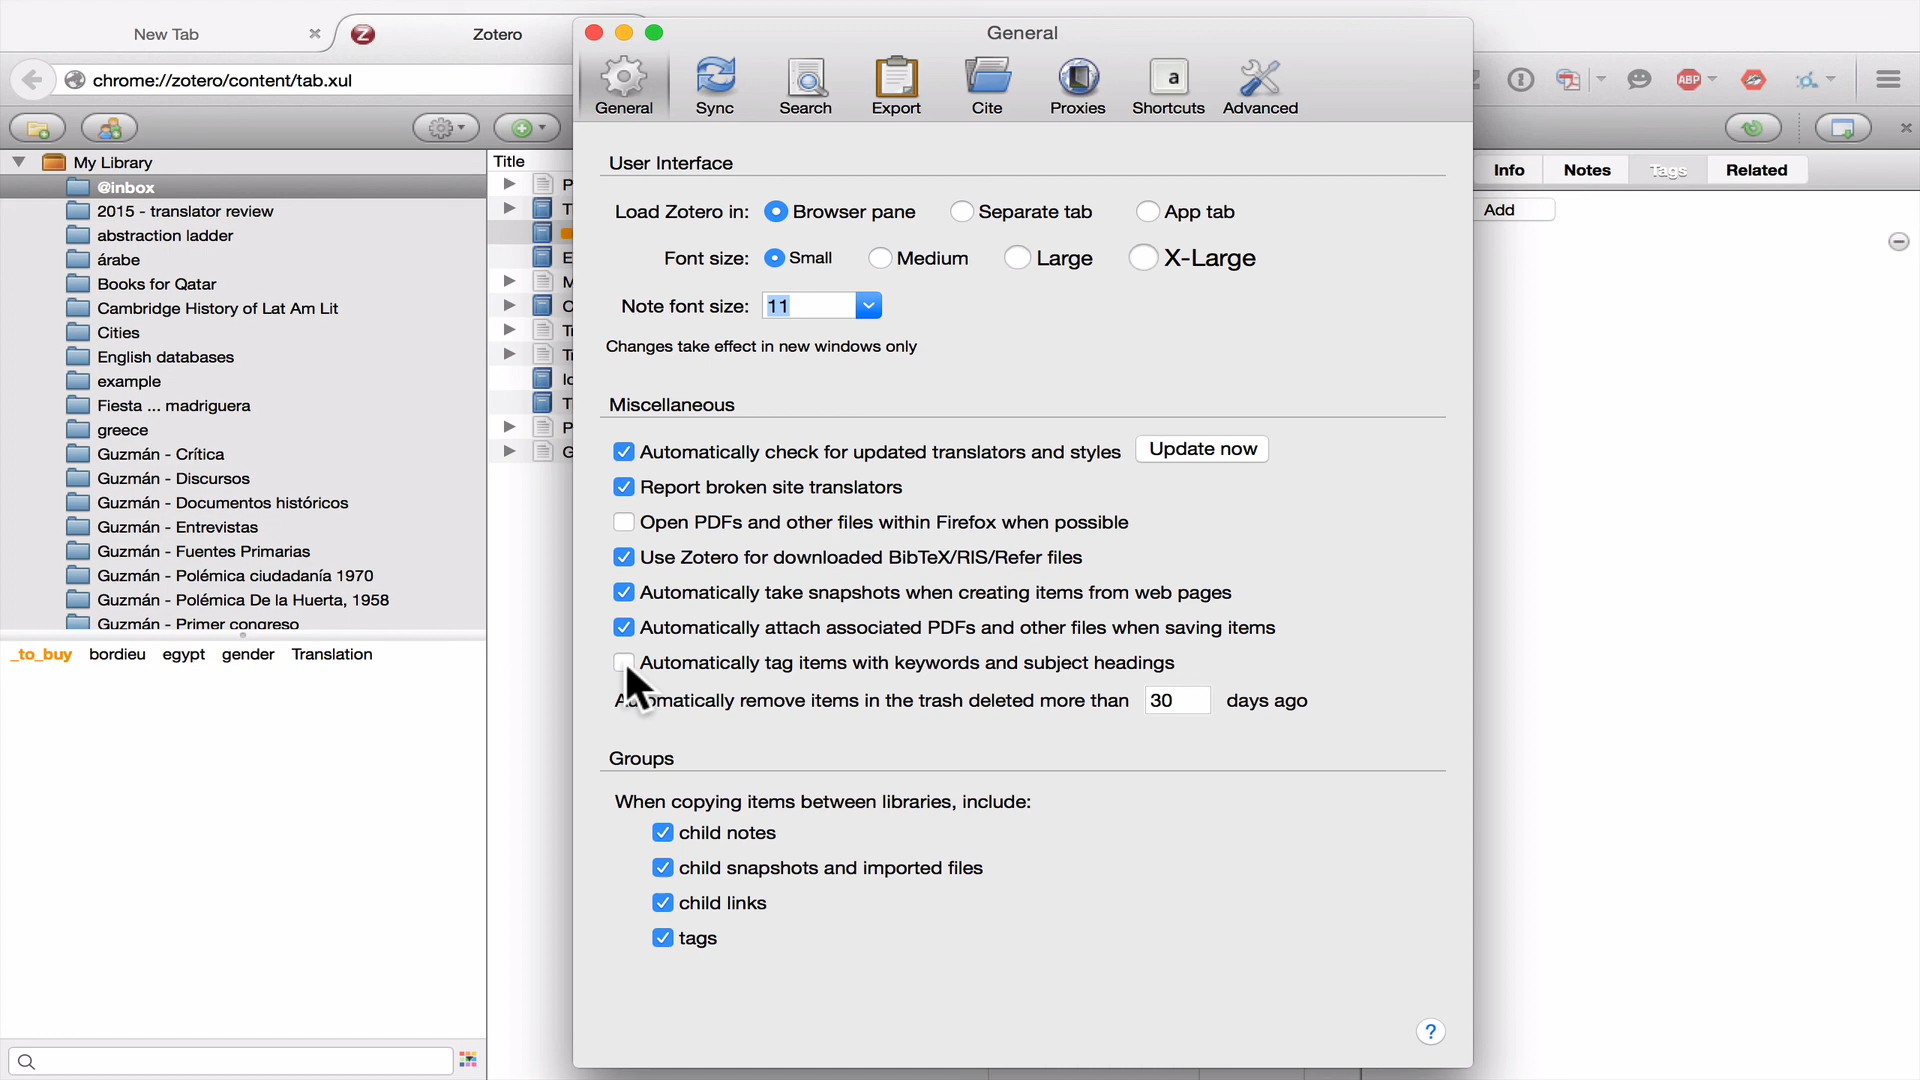 New Tab
Zotero
chrome://zotero/content/tab.xul
ABP
General
General
Sync
Search
Export
Cite
Proxies
a
Shortcuts
Advanced
My Library
@inbox
2015 - translator review
abstraction ladder
árabe
Books for Qatar
Cambridge History of Lat Am Lit
Cities
English databases
example
Fiesta ... madriguera
greece
Guzmán - Crítica
Guzmán - Discursos
Guzmán - Documentos históricos
Guzmán - Entrevistas
Guzmán - Fuentes Primarias
Guzmán - Polémica ciudadanía 1970
Guzmán - Polémica De la Huerta, 1958
Guzmán - Primer congreso
_to_buy bordieu egypt gender Translation
Title
User Interface
Load Zotero in: Browser pane Separate tab App tab
Font size: Small Medium Large X-Large
Note font size: 11
Changes take effect in new windows only
Miscellaneous
Automatically check for updated translators and styles Update now
Report broken site translators
Open PDFs and other files within Firefox when possible
Use Zotero for downloaded BibTeX/RIS/Refer files
Automatically take snapshots when creating items from web pages
Automatically attach associated PDFs and other files when saving items
Automatically tag items with keywords and subject headings
Automatically remove items in the trash deleted more than 30 days ago
Groups
When copying items between libraries, include:
child notes
child snapshots and imported files
child links
tags
?
Info Notes Tags Related
Add